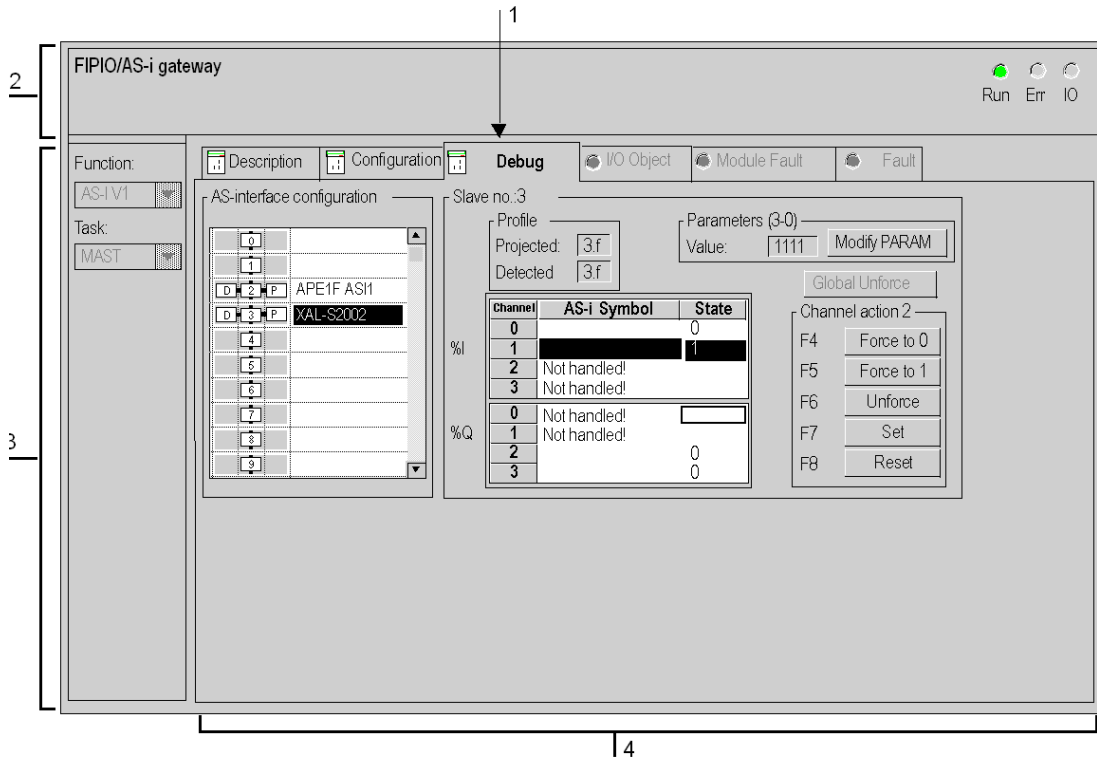 1
2
FIPIO/AS-i gateway
Run Err IO
3
Function:
AS-I V1
Task:
MAST
Description Configuration Debug I/O Object Module Fault Fault
AS-interface configuration
0
1
D 2 P APE1F ASI1
D 3 P XAL-S2002
4
5
6
7
8
9
Slave no.:3
Profile
Projected: 3.f
Detected 3.f
Parameters (3-0)
Value: 1111 Modify PARAM
Global Unforce
Channel AS-i Symbol State
%I
0 0
1 1
2 Not handled!
3 Not handled!
%Q
0 Not handled!
1 Not handled!
2 0
3 0
Channel action 2
F4 Force to 0
F5 Force to 1
F6 Unforce
F7 Set
F8 Reset
4